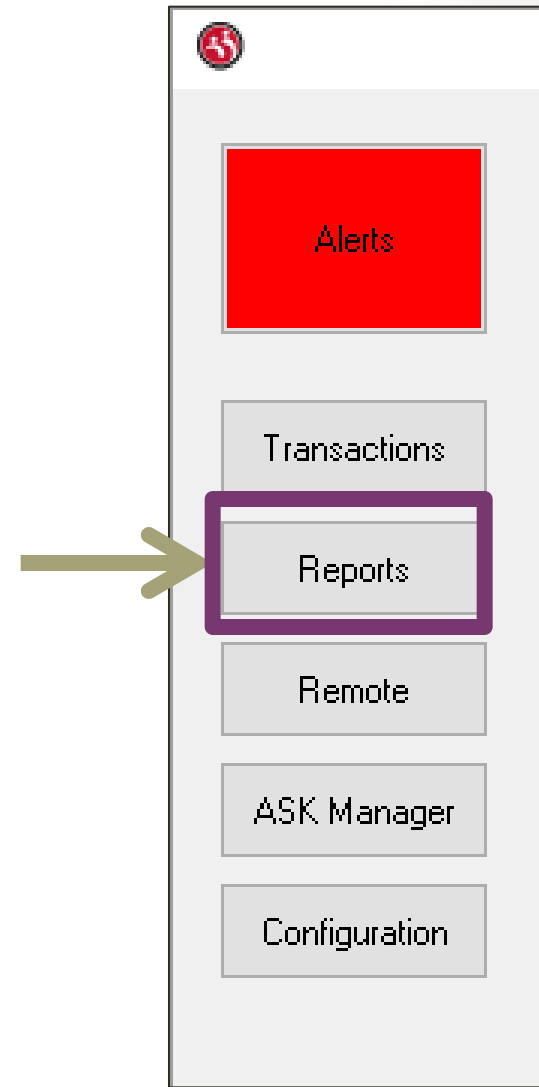 Alerts
Transactions
Reports
Remote
ASK Manager
Configuration